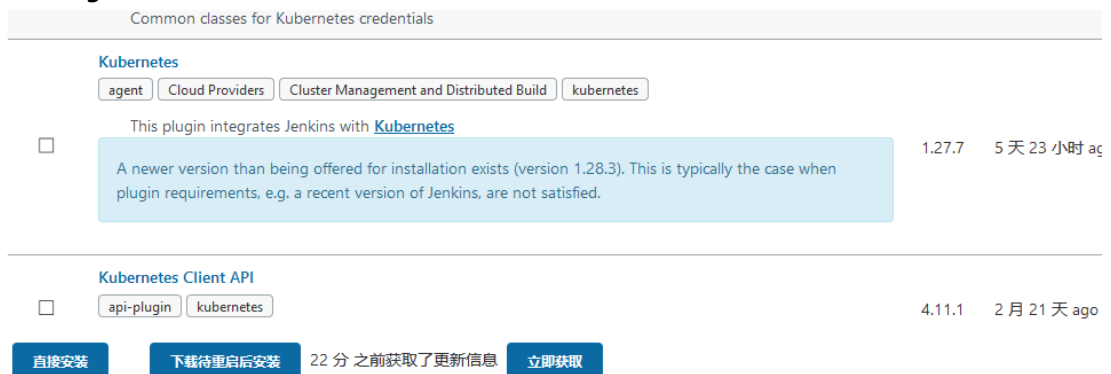 Common classes for Kubernetes credentials
Kubernetes
agent Cloud Providers Cluster Management and Distributed Build kubernetes
This plugin integrates Jenkins with Kubernetes
A newer version than being offered for installation exists (version 1.28.3). This is typically the case when
plugin requirements, e.g. a recent version of Jenkins, are not satisfied.
1.27.7 5 天 23 小时 ag
Kubernetes Client API
api-plugin kubernetes
4.11.1 2 月 21 天 ago
直接安装 下载待重启后安装 22 分 之前获取了更新信息 立即获取